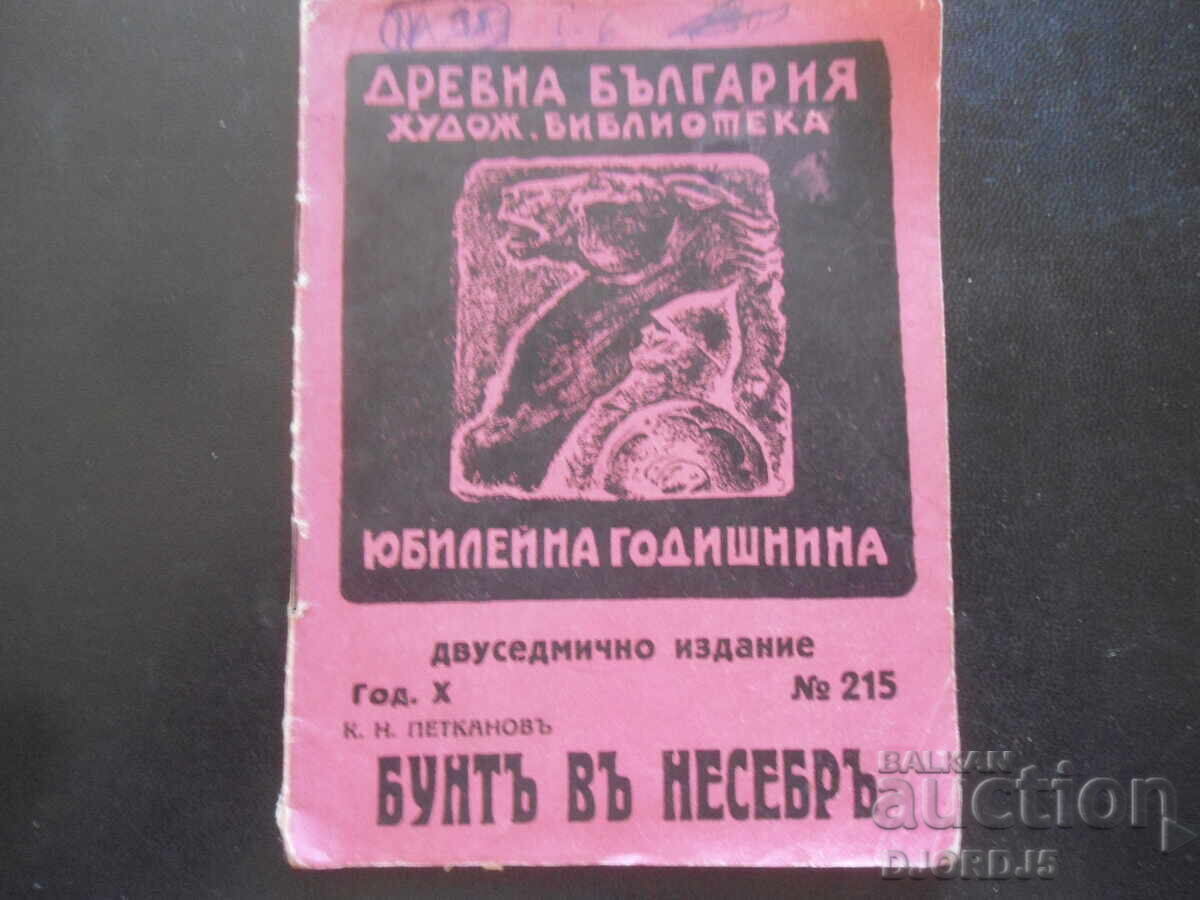 ДРЕВНА БЪЛГАРИЯ
ХУДОЖ. БИБЛИОТЕКА
ЮБИЛЕЙНА ГОДИШНИНА
двуседмично издание
Год. X № 215
К. Н. ПЕТКАНОВЪ
БУНТЪ ВЪ НЕСЕБРЪ
BALKAN
auction
DJORDJ5